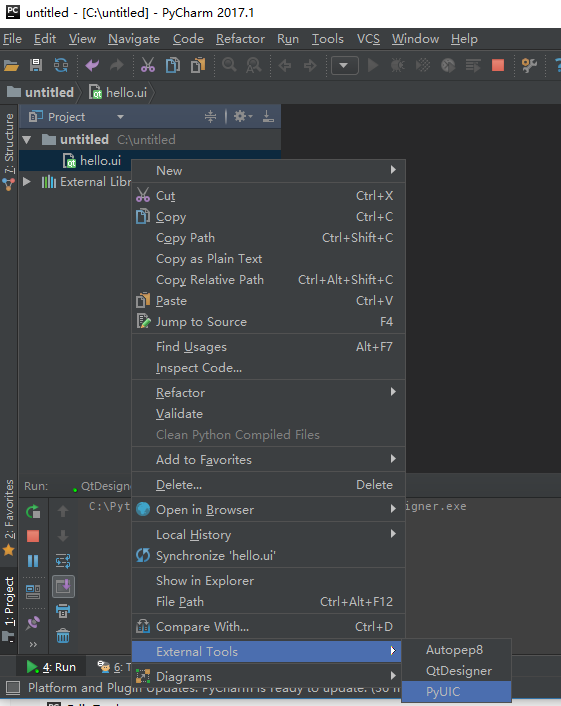 untitled - [C:\untitled] - PyCharm 2017.1
File Edit View Navigate Code Refactor Run Tools VCS Window Help
untitled hello.ui
Project
untitled C:\untitled
hello.ui
External Libr
7: Structure
2: Favorites
1: Project
New
Cut Ctrl+X
Copy Ctrl+C
Copy Path Ctrl+Shift+C
Copy as Plain Text
Copy Relative Path Ctrl+Alt+Shift+C
Paste Ctrl+V
Jump to Source F4
Find Usages Alt+F7
Inspect Code...
Refactor
Validate
Clean Python Compiled Files
Add to Favorites
Delete... Delete
Open in Browser
Local History
Synchronize 'hello.ui'
Show in Explorer
File Path Ctrl+Alt+F12
Compare With... Ctrl+D
External Tools
Diagrams
Autopep8
QtDesigner
PyUIC
Run: QtDesigne
C:\Pyt igner.exe
4: Run 6: T
Platform and Plugin Updates: PyCharm is ready to update. (50 m